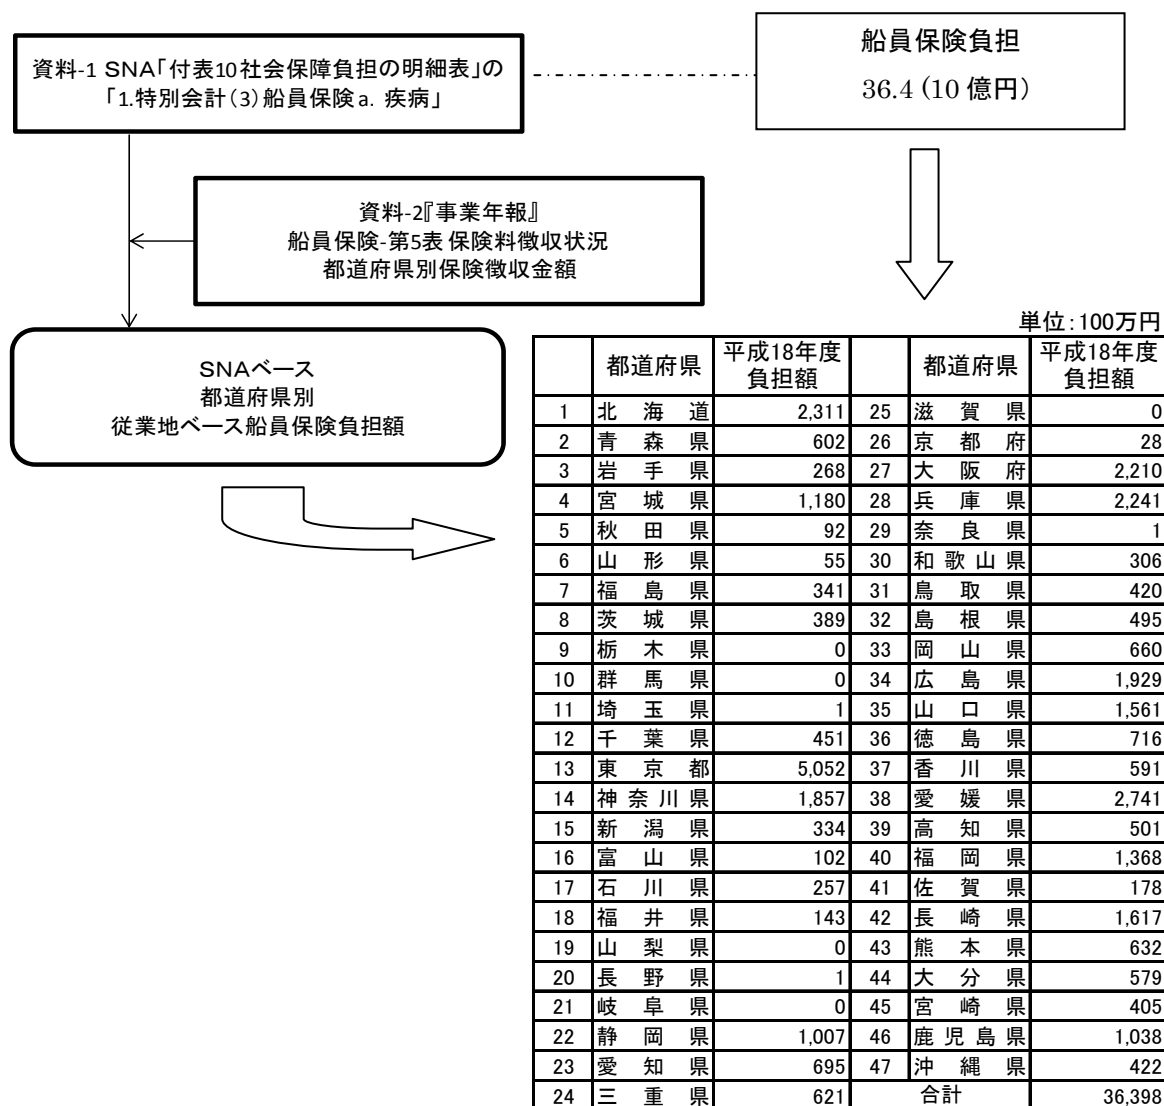 船員保険負担
36.4 (10 億円)
資料-1 SNA「付表10社会保障負担の明細表」の
「1.特別会計(3)船員保険a. 疾病」
資料-2『事業年報』
船員保険-第5表 保険料徴収状況
都道府県別保険徴収金額
SNAベース
都道府県別
従業地ベース船員保険負担額
単位:100万円
都道府県 平成18年度 負担額 都道府県 平成18年度 負担額
1 北海道 2,311 25 滋賀県 0
2 青森県 602 26 京都府 28
3 岩手県 268 27 大阪府 2,210
4 宮城県 1,180 28 兵庫県 2,241
5 秋田県 92 29 奈良県 1
6 山形県 55 30 和歌山県 306
7 福島県 341 31 鳥取県 420
8 茨城県 389 32 島根県 495
9 栃木県 0 33 岡山県 660
10 群馬県 0 34 広島県 1,929
11 埼玉県 1 35 山口県 1,561
12 千葉県 451 36 徳島県 716
13 東京都 5,052 37 香川県 591
14 神奈川県 1,857 38 愛媛県 2,741
15 新潟県 334 39 高知県 501
16 富山県 102 40 福岡県 1,368
17 石川県 257 41 佐賀県 178
18 福井県 143 42 長崎県 1,617
19 山梨県 0 43 熊本県 632
20 長野県 1 44 大分県 579
21 岐阜県 0 45 宮崎県 405
22 静岡県 1,007 46 鹿児島県 1,038
23 愛知県 695 47 沖縄県 422
24 三重県 621 合計 36,398